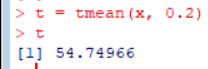 > t = tmean(x, 0.2)
> t
[1] 54.74966